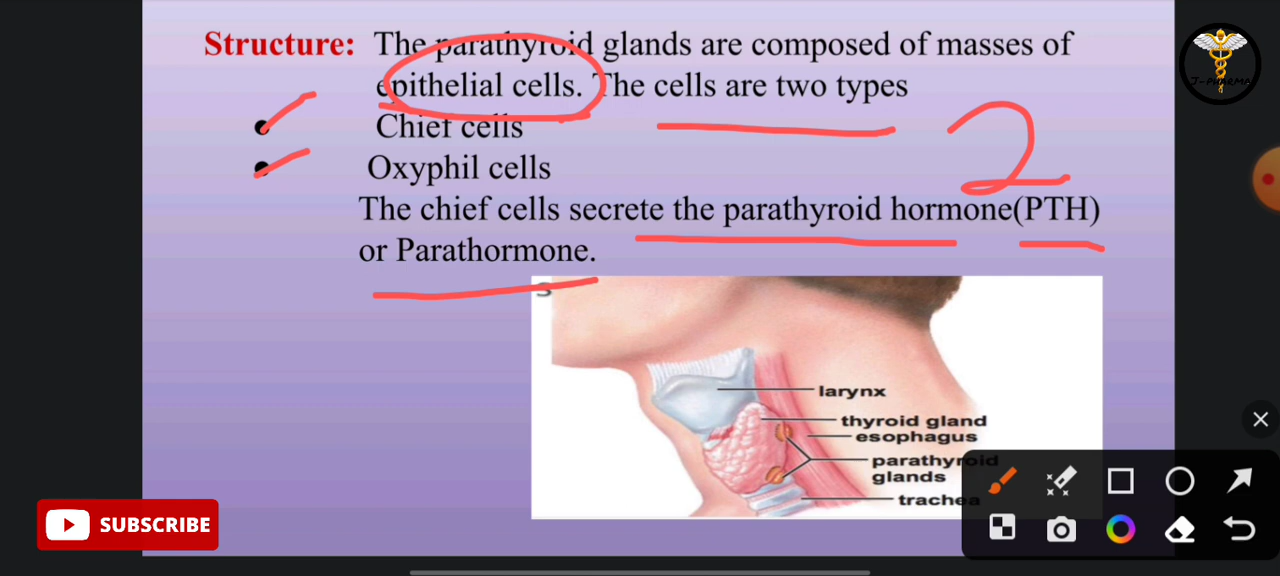 Structure: The parathyroid glands are composed of masses of
epithelial cells. The cells are two types
Chief cells
Oxyphil cells
2
The chief cells secrete the parathyroid hormone(PTH)
or Parathormone.
larynx
thyroid gland
esophagus
parathyroid
glands
trachea
J-PHARMA
SUBSCRIBE